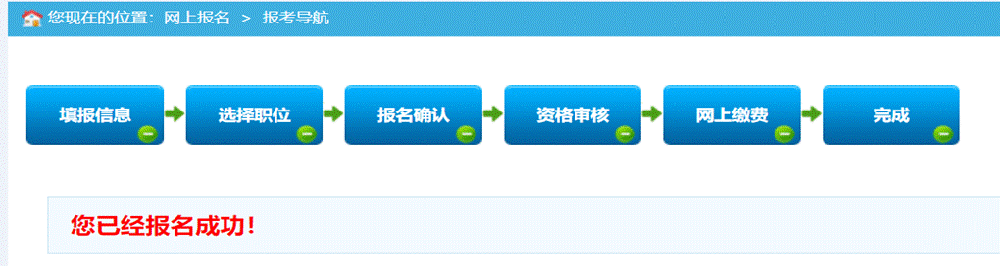 您现在的位置：网上报名 > 报考导航
填报信息 选择职位 报名确认 资格审核 网上缴费 完成
您已经报名成功！